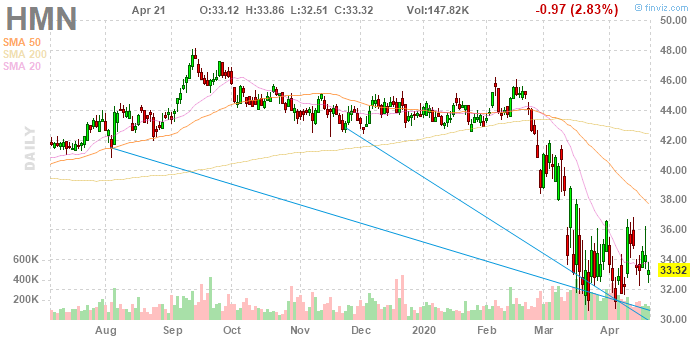 HMN Apr 21 O:33.12 H:33.86 L:32.51 C:33.32 Vol:147.82K -0.97 (2.83%) © finviz.com
SMA 50
SMA 200
SMA 20
DAILY
48.00
46.00
44.00
42.00
40.00
38.00
36.00
34.00
33.32
32.00
30.00
600K
400K
200K
Aug Sep Oct Nov Dec 2020 Feb Mar Apr